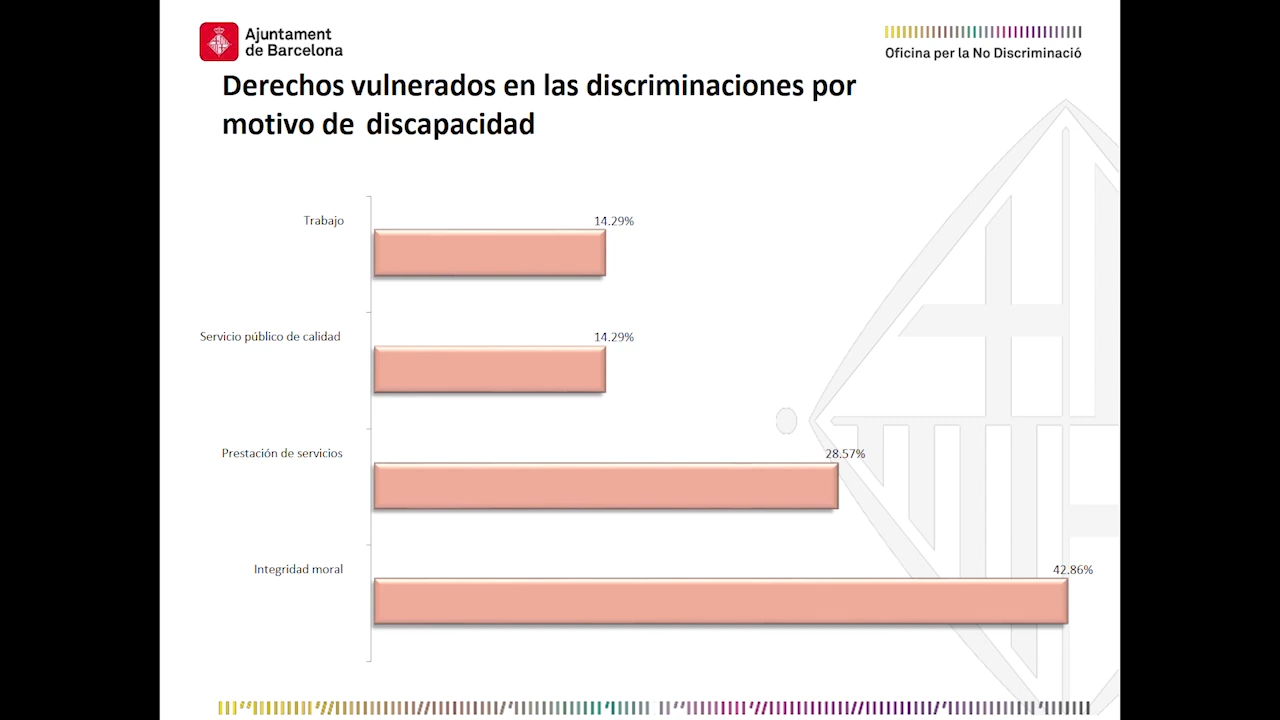 Ajuntament
de Barcelona
Oficina per la No Discriminació
Derechos vulnerados en las discriminaciones por
motivo de discapacidad
Trabajo
14.29%
Servicio público de calidad
14.29%
Prestación de servicios
28.57%
Integridad moral
42.86%